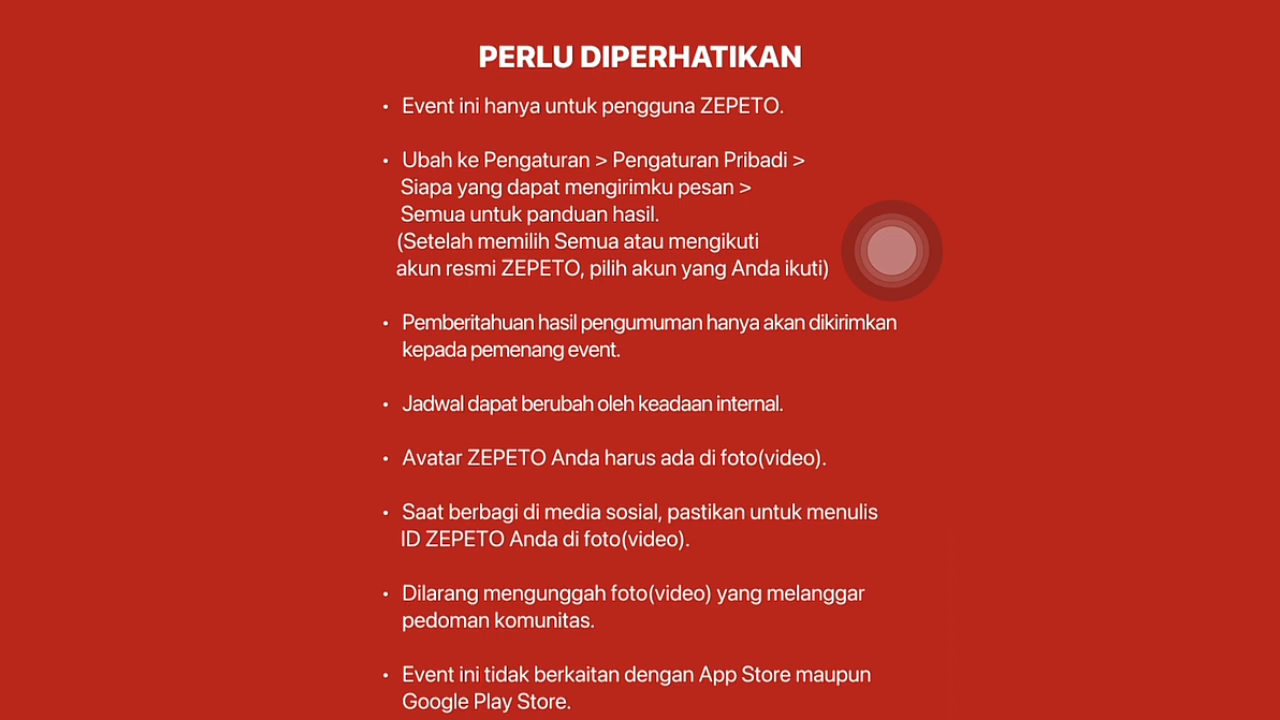 PERLU DIPERHATIKAN
• Event ini hanya untuk pengguna ZEPETO.
• Ubah ke Pengaturan > Pengaturan Pribadi >
Siapa yang dapat mengirimku pesan >
Semua untuk panduan hasil.
(Setelah memilih Semua atau mengikuti
akun resmi ZEPETO, pilih akun yang Anda ikuti)
• Pemberitahuan hasil pengumuman hanya akan dikirimkan
kepada pemenang event.
• Jadwal dapat berubah oleh keadaan internal.
• Avatar ZEPETO Anda harus ada di foto(video).
• Saat berbagi di media sosial, pastikan untuk menulis
ID ZEPETO Anda di foto(video).
• Dilarang mengunggah foto(video) yang melanggar
pedoman komunitas.
• Event ini tidak berkaitan dengan App Store maupun
Google Play Store.